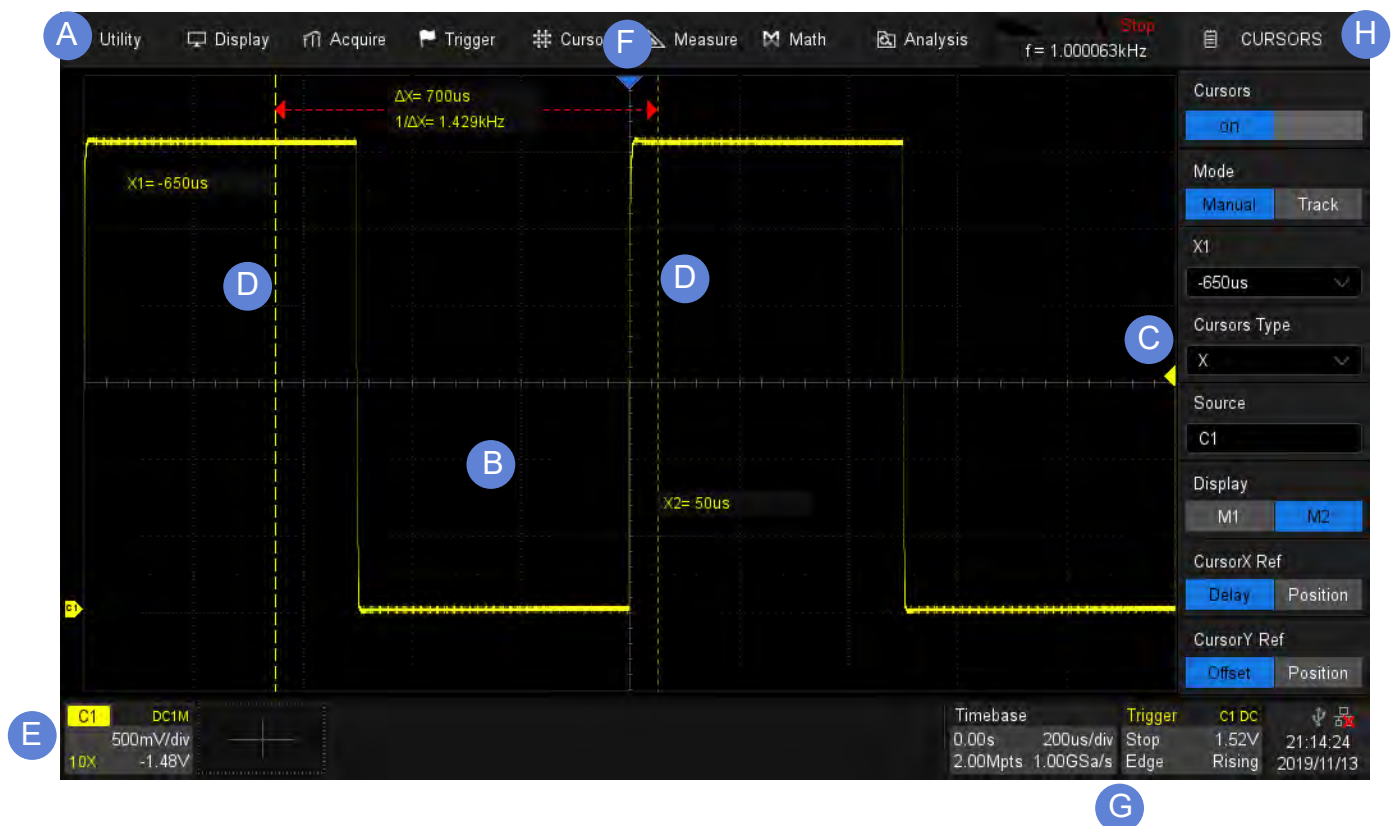 A Utility Display Acquire Trigger Curso F Measure Math Analysis Stop CURSORS H
f = 1.000063kHz
Cursors
on
ΔX= 700us
1/ΔX= 1.429kHz
Mode
Manual Track
X1= -650us
X1
-650us
D D
Cursors Type
C
X
Source
C1
B
Display
M1 M2
X2= 50us
CursorX Ref
Delay Position
C1
CursorY Ref
Offset Position
E
C1 DC1M
500mV/div
10X -1.48V
Timebase
0.00s 200us/div
2.00Mpts 1.00GSa/s
Trigger C1 DC
Stop 1.52V
Edge Rising
21:14:24
2019/11/13
G